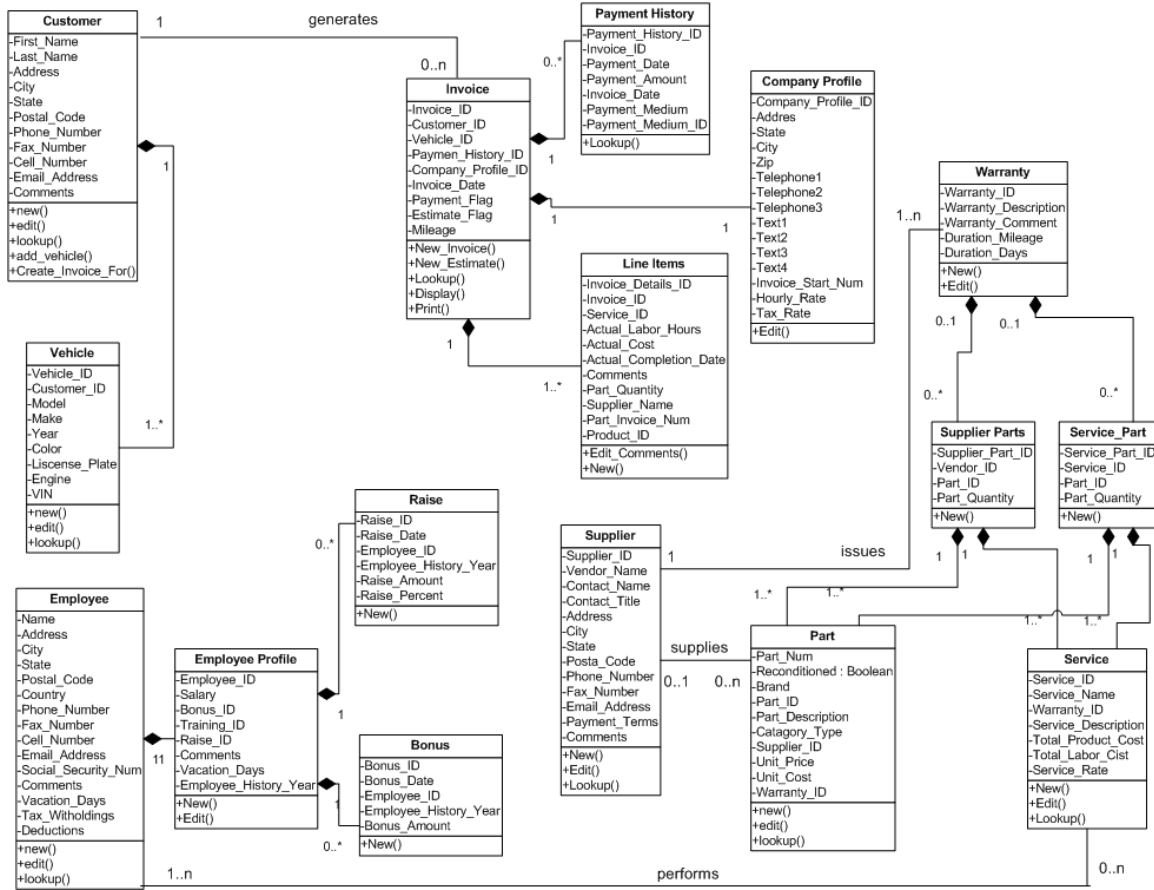 Customer
-First_Name
-Last_Name
-Address
-City
-State
-Postal_Code
-Phone_Number
-Fax_Number
-Cell_Number
-Email_Address
-Comments
+new()
+edit()
+lookup()
+add_vehicle()
+Create_Invoice_For()
1
generates
0..n
1
1..*
Invoice
-Invoice_ID
-Customer_ID
-Vehicle_ID
-Paymen_History_ID
-Company_Profile_ID
-Invoice_Date
-Payment_Flag
-Estimate_Flag
-Mileage
+New_Invoice()
+New_Estimate()
+Lookup()
+Display()
+Print()
0..*
1
1
1
1
1..*
Payment History
-Payment_History_ID
-Invoice_ID
-Payment_Date
-Payment_Amount
-Invoice_Date
-Payment_Medium
-Payment_Medium_ID
+Lookup()
Company Profile
-Company_Profile_ID
-Addres
-State
-City
-Zip
-Telephone1
-Telephone2
-Telephone3
-Text1
-Text2
-Text3
-Text4
-Invoice_Start_Num
-Hourly_Rate
-Tax_Rate
+Edit()
Line Items
-Invoice_Details_ID
-Invoice_ID
-Service_ID
-Actual_Labor_Hours
-Actual_Cost
-Actual_Completion_Date
-Comments
-Part_Quantity
-Supplier_Name
-Part_Invoice_Num
-Product_ID
+Edit_Comments()
+New()
Warranty
-Warranty_ID
-Warranty_Description
-Warranty_Comment
-Duration_Mileage
-Duration_Days
+New()
+Edit()
1..n
0..1
0..1
0..*
0..*
Vehicle
-Vehicle_ID
-Customer_ID
-Model
-Make
-Year
-Color
-Liscense_Plate
-Engine
-VIN
+new()
+edit()
+lookup()
Supplier Parts
-Supplier_Part_ID
-Vendor_ID
-Part_ID
-Part_Quantity
+New()
Service_Part
-Service_Part_ID
-Service_ID
-Part_ID
-Part_Quantity
+New()
1
1
1
1
1..*
1..*
1..*
1..*
Raise
-Raise_ID
-Raise_Date
-Employee_ID
-Employee_History_Year
-Raise_Amount
-Raise_Percent
+New()
0..*
1
Supplier
-Supplier_ID
-Vendor_Name
-Contact_Name
-Contact_Title
-Address
-City
-State
-Posta_Code
-Phone_Number
-Fax_Number
-Email_Address
-Payment_Terms
-Comments
+New()
+Edit()
+Lookup()
1
issues
supplies
0..1
0..n
Employee
-Name
-Address
-City
-State
-Postal_Code
-Country
-Phone_Number
-Fax_Number
-Cell_Number
-Email_Address
-Social_Security_Num
-Comments
-Vacation_Days
-Tax_Witholdings
-Deductions
+new()
+edit()
+lookup()
11
Employee Profile
-Employee_ID
-Salary
-Bonus_ID
-Training_ID
-Raise_ID
-Comments
-Vacation_Days
-Employee_History_Year
+New()
+Edit()
1
0..*
Bonus
-Bonus_ID
-Bonus_Date
-Employee_ID
-Employee_History_Year
-Bonus_Amount
+New()
Part
-Part_Num
-Reconditioned : Boolean
-Brand
-Part_ID
-Part_Description
-Catagory_Type
-Supplier_ID
-Unit_Price
-Unit_Cost
-Warranty_ID
+new()
+edit()
+lookup()
Service
-Service_ID
-Service_Name
-Warranty_ID
-Service_Description
-Total_Product_Cost
-Total_Labor_Cist
-Service_Rate
+New()
+Edit()
+Lookup()
1..n
performs
0..n